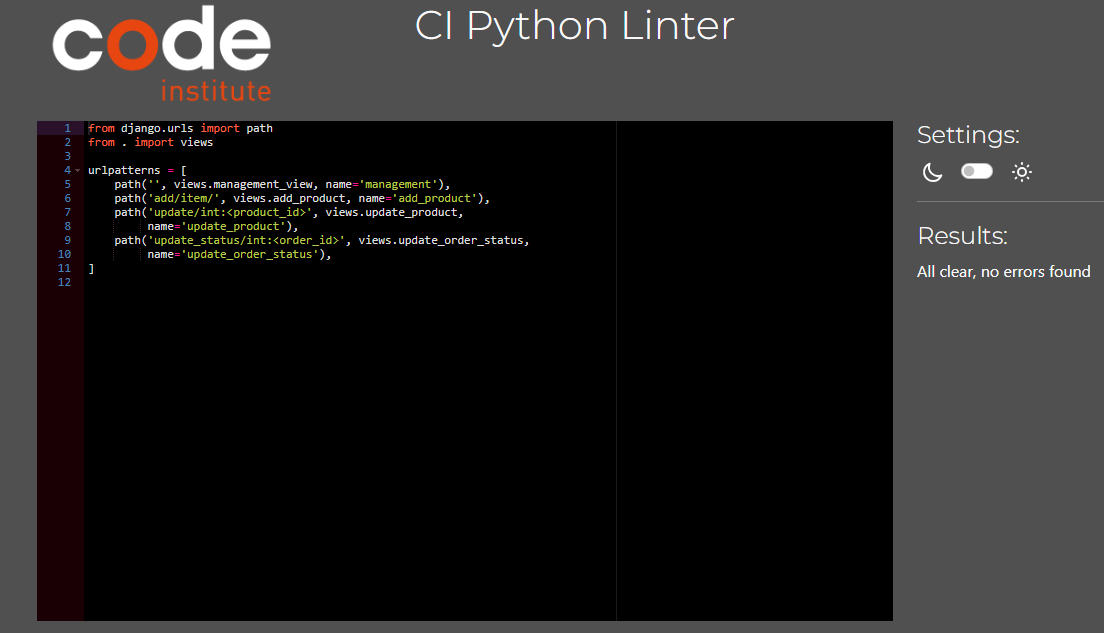 code
institute
CI Python Linter
1 from django.urls import path
2 from . import views
3
4 urlpatterns = [
5     path('', views.management_view, name='management'),
6     path('add/item/', views.add_product, name='add_product'),
7     path('update/int:<product_id>', views.update_product,
8          name='update_product'),
9     path('update_status/int:<order_id>', views.update_order_status,
10          name='update_order_status'),
11 ]
12
Settings:
Results:
All clear, no errors found